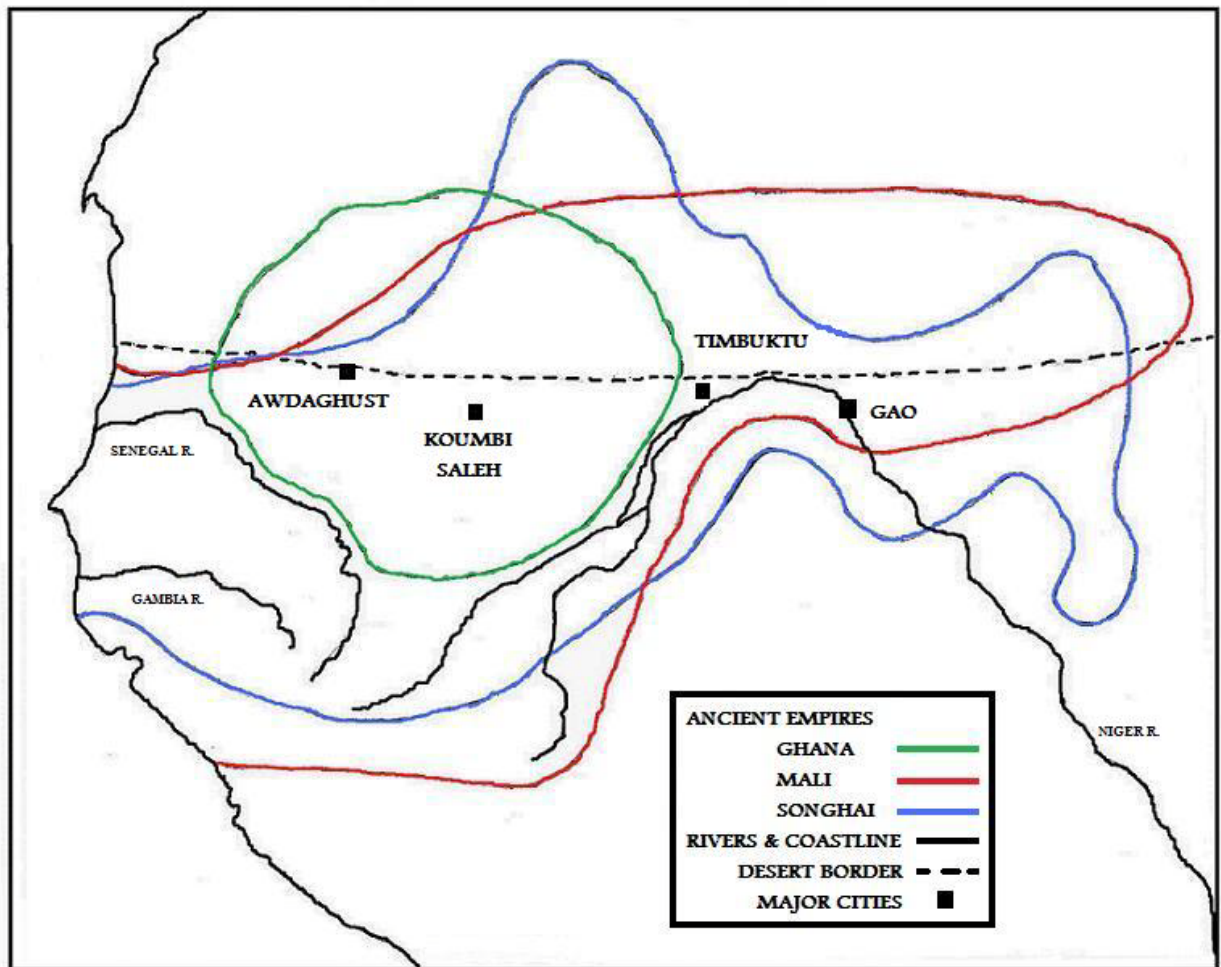 TIMBUKTU
AWDAGHUST
GAO
KOUMBI
SALEH
SENEGAL R.
GAMBIA R.
NIGER R.
ANCIENT EMPIRES
GHANA
MALI
SONGHAI
RIVERS & COASTLINE
DESERT BORDER
MAJOR CITIES